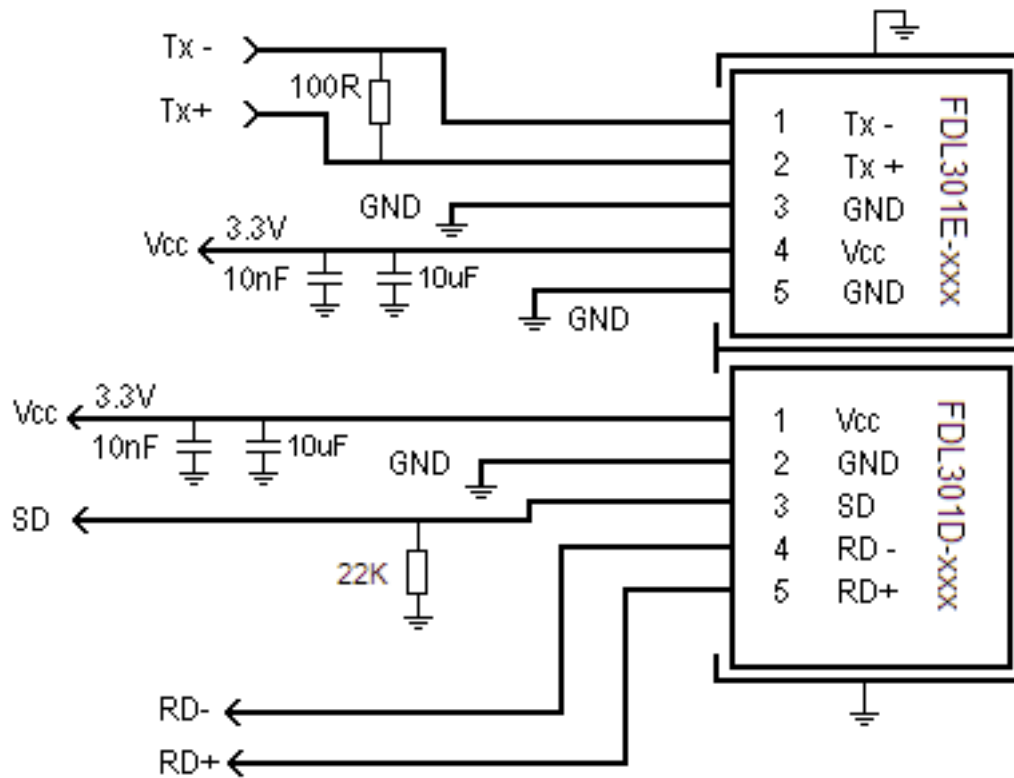 Tx -
100R
Tx+
GND
Vcc
3.3V
10nF
10uF
GND
1 Tx -
2 Tx +
3 GND
4 Vcc
5 GND
FDL301E-xxx
Vcc
3.3V
10nF
10uF
GND
SD
22K
RD-
RD+
1 Vcc
2 GND
3 SD
4 RD -
5 RD+
FDL301D-xxx